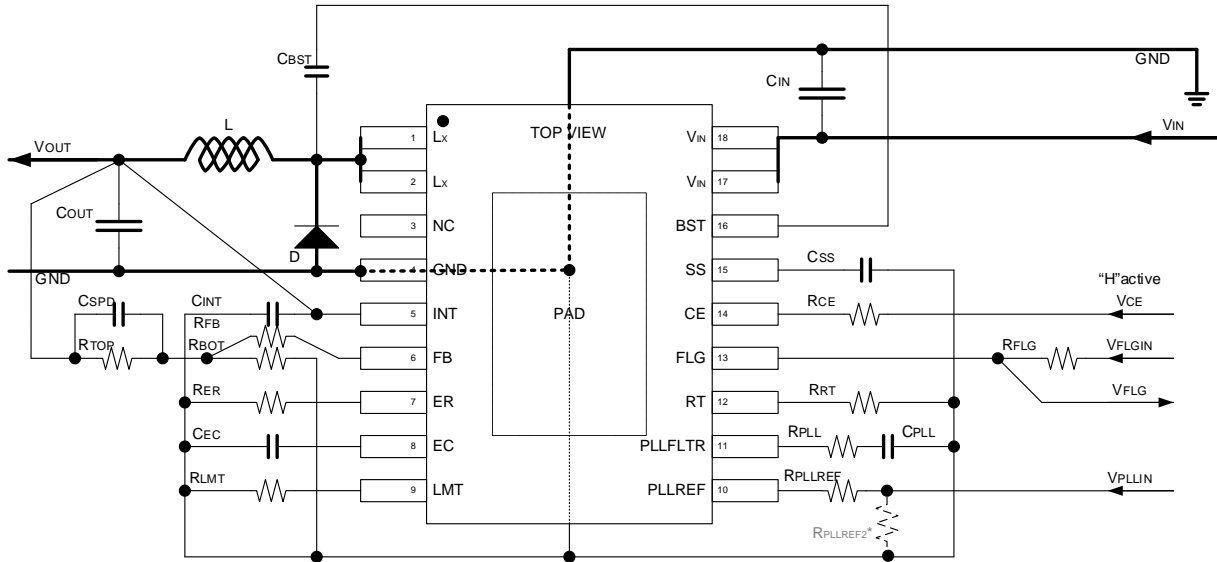 CBST
GND
CIN
L
TOP VIEW
VOUT
VIN
1 LX
VIN 18
2 LX
VIN 17
COUT
3 NC
BST 16
D
GND
4 GND
SS 15
CSS
"H"active
CSPD
CINT
5 INT
PAD
CE 14
RCE
VCE
RFB
RTOP
RBOT
6 FB
FLG 13
RFLG
VFLGIN
RER
7 ER
RT 12
RRT
VFLG
CEC
8 EC
PLLFLTR 11
RPLL
CPLL
RLMT
9 LMT
PLLREF 10
RPLLREF
VPLLIN
RPLLREF2*